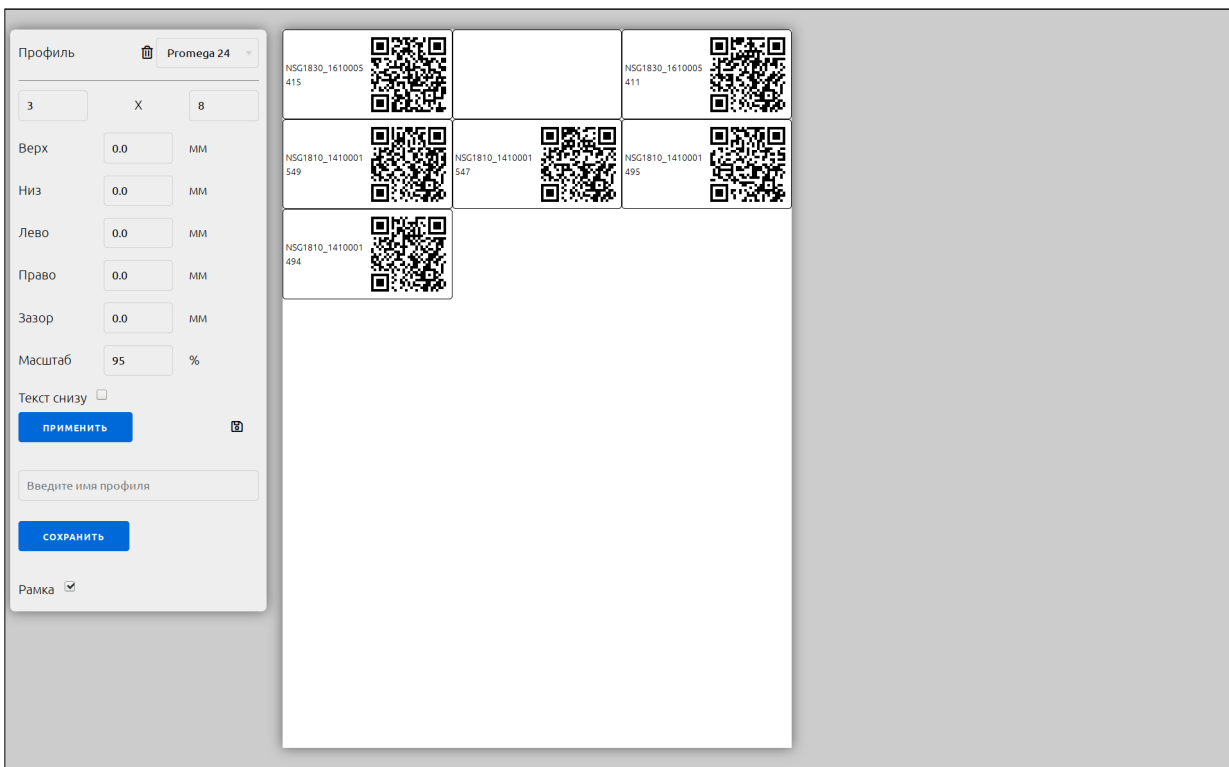 Профиль
Promega 24
3 X 8
Верх 0.0 мм
Низ 0.0 мм
Лево 0.0 мм
Право 0.0 мм
Зазор 0.0 мм
Масштаб 95 %
Текст снизу
ПРИМЕНИТЬ
Введите имя профиля
СОХРАНИТЬ
Рамка
NSG1830_1610005
415
NSG1830_1610005
411
NSG1810_1410001
549
NSG1810_1410001
547
NSG1810_1410001
495
NSG1810_1410001
494